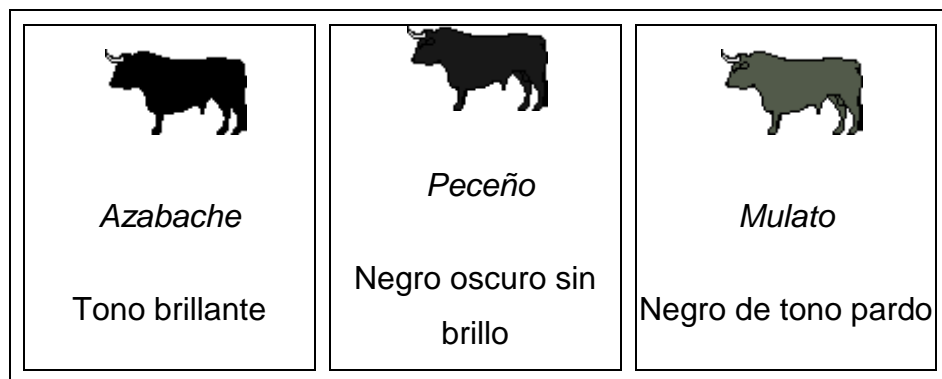 Azabache
Tono brillante
Peceño
Negro oscuro sin
brillo
Mulato
Negro de tono pardo